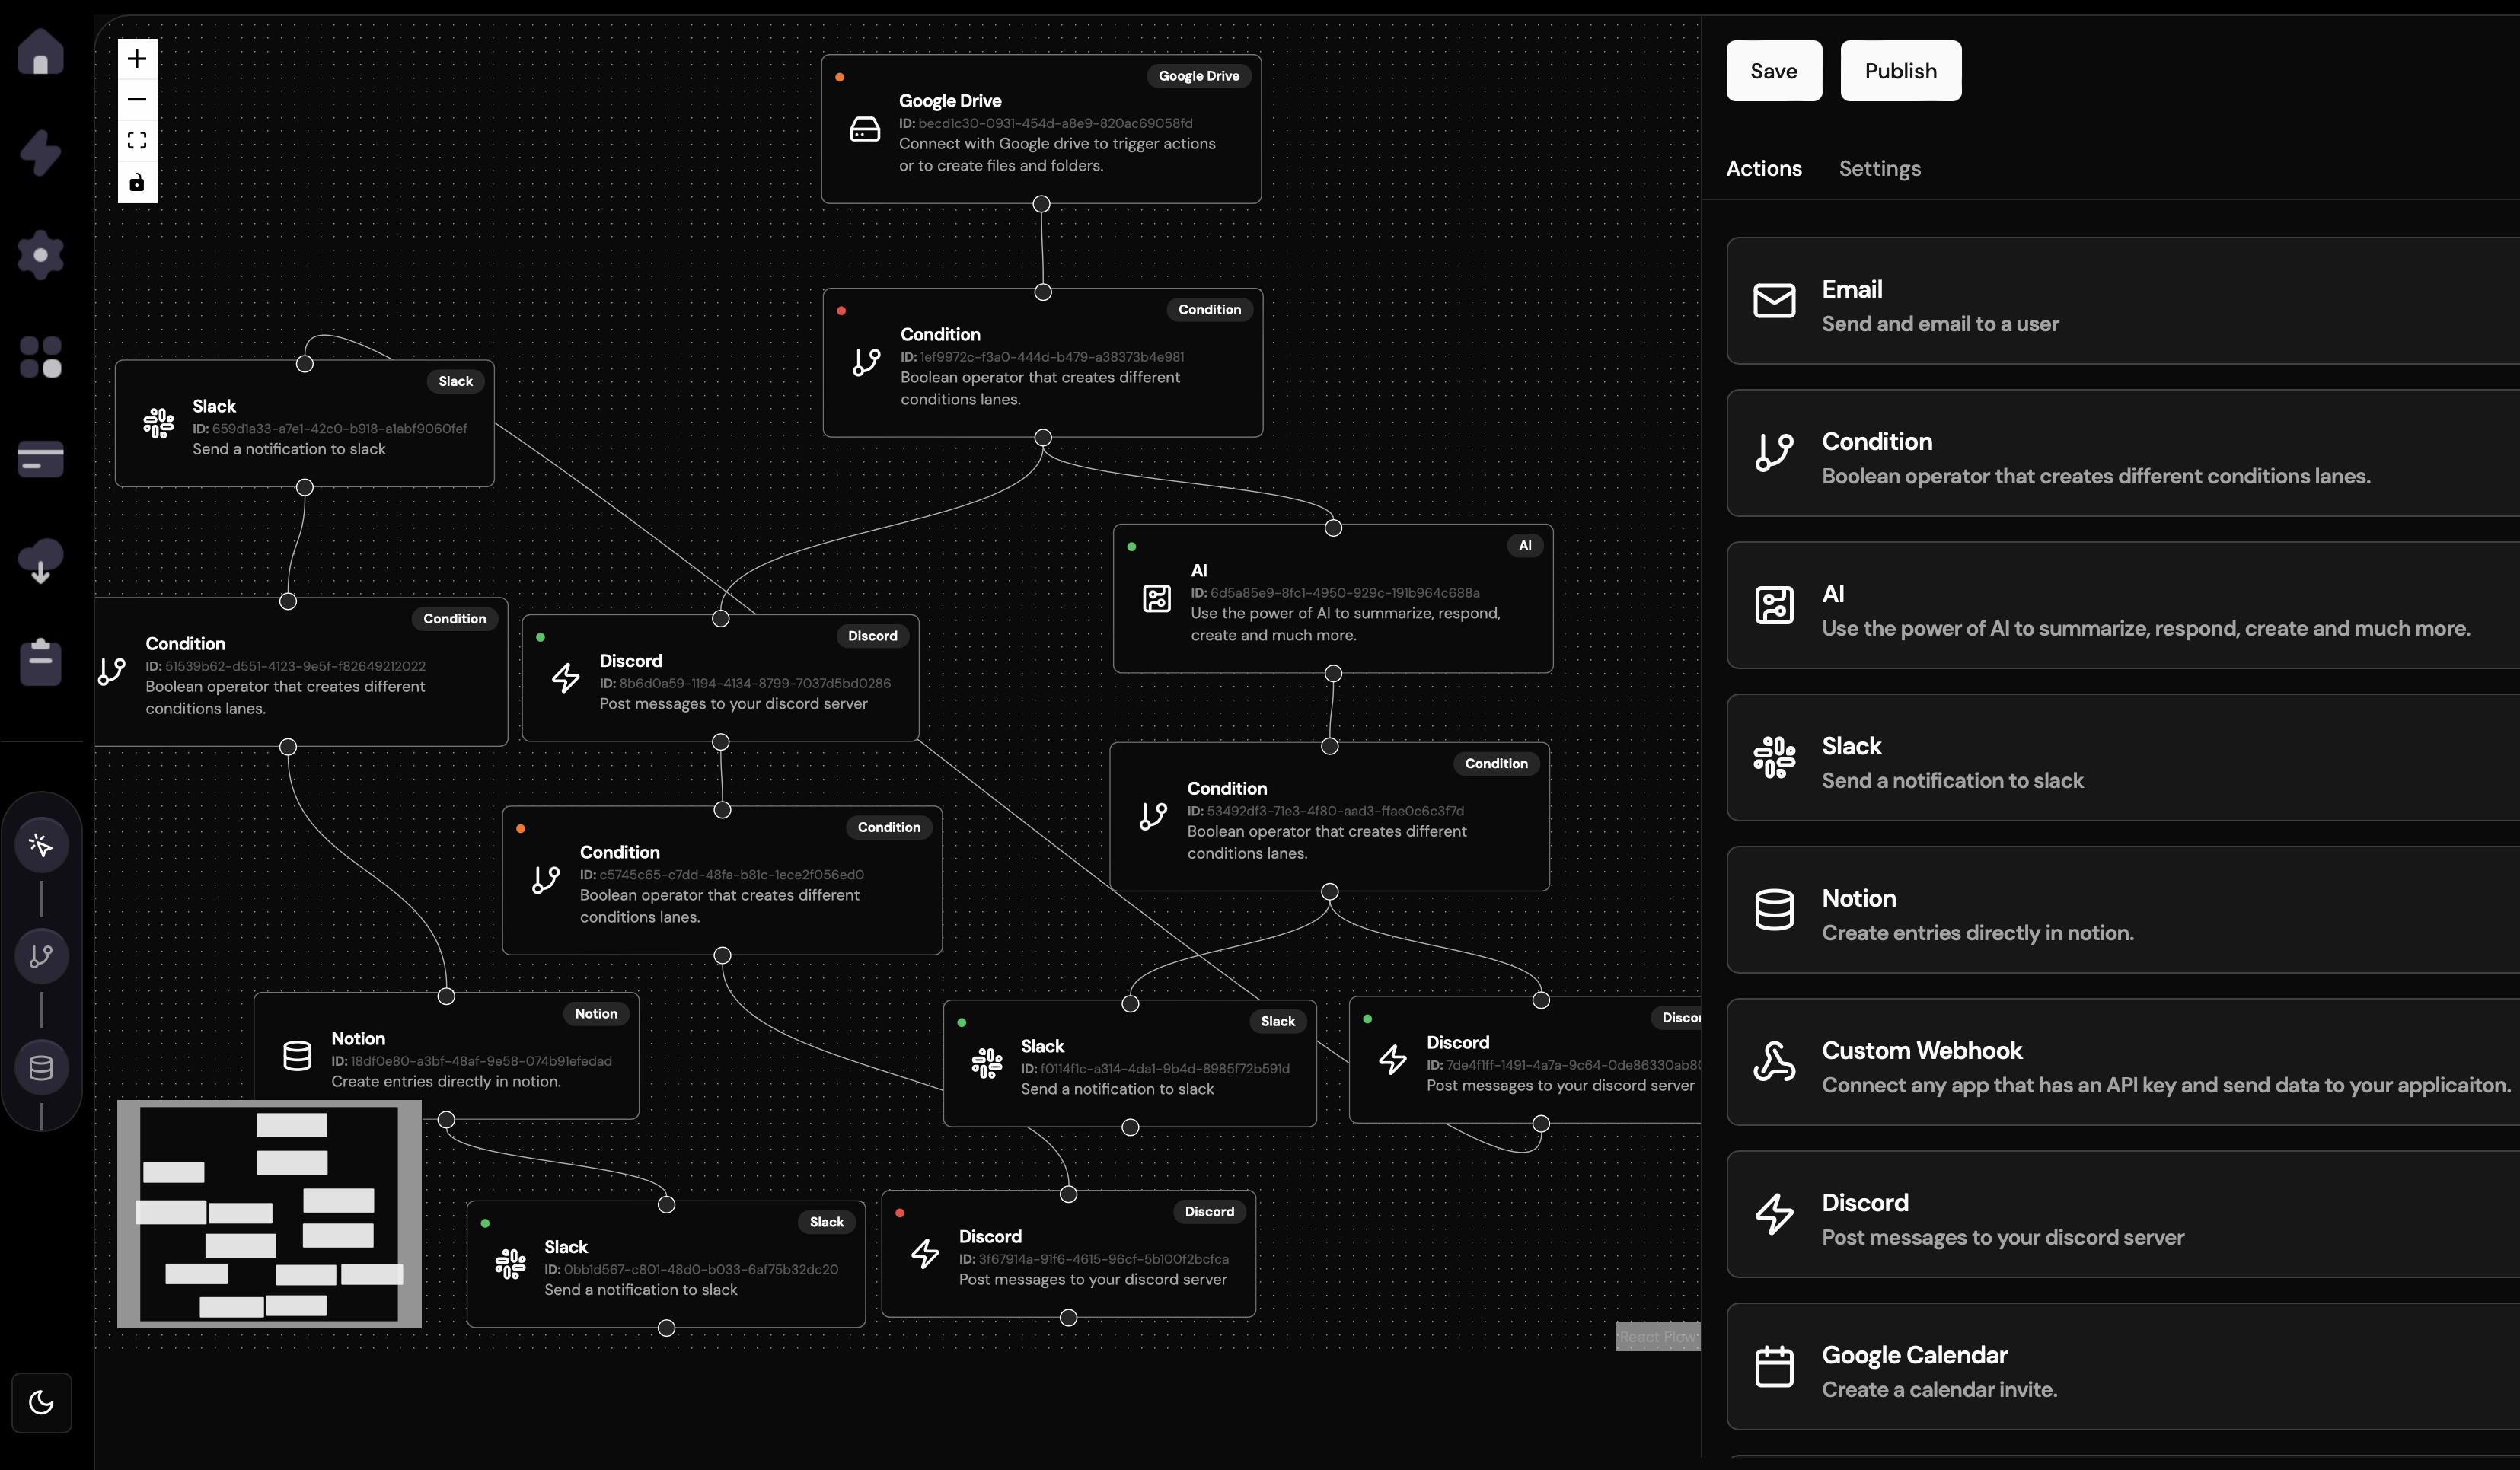 Google Drive
Google Drive
ID: becd1c30-0931-454d-a8e9-820ac69058fd
Connect with Google drive to trigger actions
or to create files and folders.
Condition
Condition
ID: 1ef9972c-f3a0-444d-b479-a38373b4e981
Boolean operator that creates different
conditions lanes.
Slack
Slack
ID: 659d1a33-a7e1-42c0-b918-a1abf9060fef
Send a notification to slack
AI
AI
ID: 6d5a85e9-8fc1-4950-929c-191b964c688a
Use the power of AI to summarize, respond,
create and much more.
Condition
Condition
ID: 51539b62-d551-4123-9e5f-f82649212022
Boolean operator that creates different
conditions lanes.
Discord
Discord
ID: 8b6d0a59-1194-4134-8799-7037d5bd0286
Post messages to your discord server
Condition
Condition
ID: 53492df3-71e3-4f80-aad3-ffae0c6c3f7d
Boolean operator that creates different
conditions lanes.
Condition
Condition
ID: c5745c65-c7dd-48fa-b81c-1ece2f056ed0
Boolean operator that creates different
conditions lanes.
Notion
Notion
ID: 18df0e80-a3bf-48af-9e58-074b91efedad
Create entries directly in notion.
Slack
Slack
ID: f0114f1c-a314-4da1-9b4d-8985f72b591d
Send a notification to slack
Discor
Discord
ID: 7de4f1ff-1491-4a7a-9c64-0de86330ab8
Post messages to your discord server
Slack
Slack
ID: 0bb1d567-c801-48d0-b033-6af75b32dc20
Send a notification to slack
Discord
Discord
ID: 3f67914a-91f6-4615-96cf-5b100f2bcfca
Post messages to your discord server
React Flow
Save
Publish
Actions
Settings
Email
Send and email to a user
Condition
Boolean operator that creates different conditions lanes.
AI
Use the power of AI to summarize, respond, create and much more.
Slack
Send a notification to slack
Notion
Create entries directly in notion.
Custom Webhook
Connect any app that has an API key and send data to your applicaiton.
Discord
Post messages to your discord server
Google Calendar
Create a calendar invite.